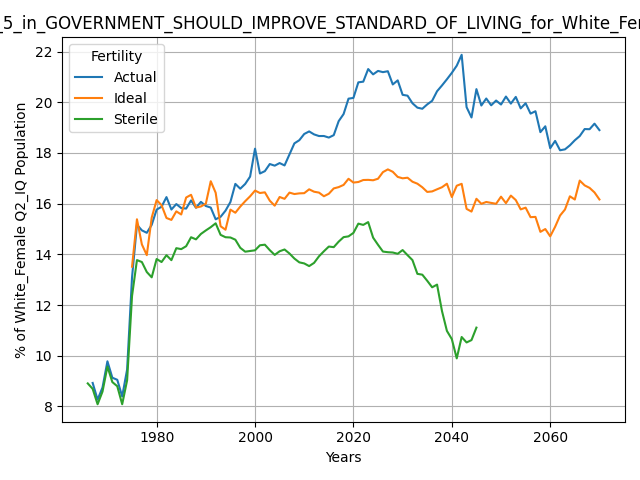 _5_in_GOVERNMENT_SHOULD_IMPROVE_STANDARD_OF_LIVING_for_White_Fem
Fertility
Actual
Ideal
Sterile
22
20
18
16
14
12
10
8
% of White_Female Q2_IQ Population
1980 2000 2020 2040 2060
Years